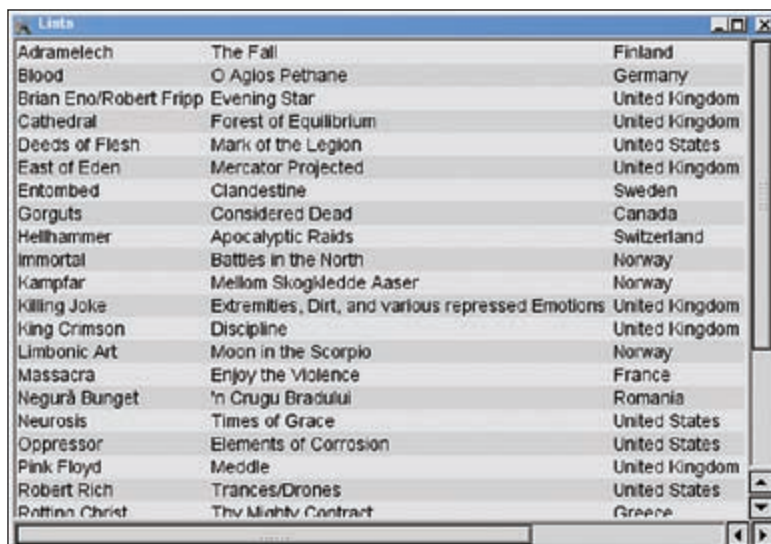 Lists
Adramelech The Fall Finland
Blood O Agios Pethane Germany
Brian Eno/Robert Fripp Evening Star United Kingdom
Cathedral Forest of Equilibrium United Kingdom
Deeds of Flesh Mark of the Legion United States
East of Eden Mercator Projected United Kingdom
Entombed Clandestine Sweden
Gorguts Considered Dead Canada
Hellhammer Apocalyptic Raids Switzerland
Immortal Battles in the North Norway
Kampfar Mellom Skogkledde Aaser Norway
Killing Joke Extremities, Dirt, and various repressed Emotions United Kingdom
King Crimson Discipline United Kingdom
Limbonic Art Moon in the Scorpio Norway
Massacra Enjoy the Violence France
Negură Bunget 'n Crugu Bradului Romania
Neurosis Times of Grace United States
Oppressor Elements of Corrosion United States
Pink Floyd Meddle United Kingdom
Robert Rich Trances/Drones United States
Rotting Christ Thy Mighty Contract Greece